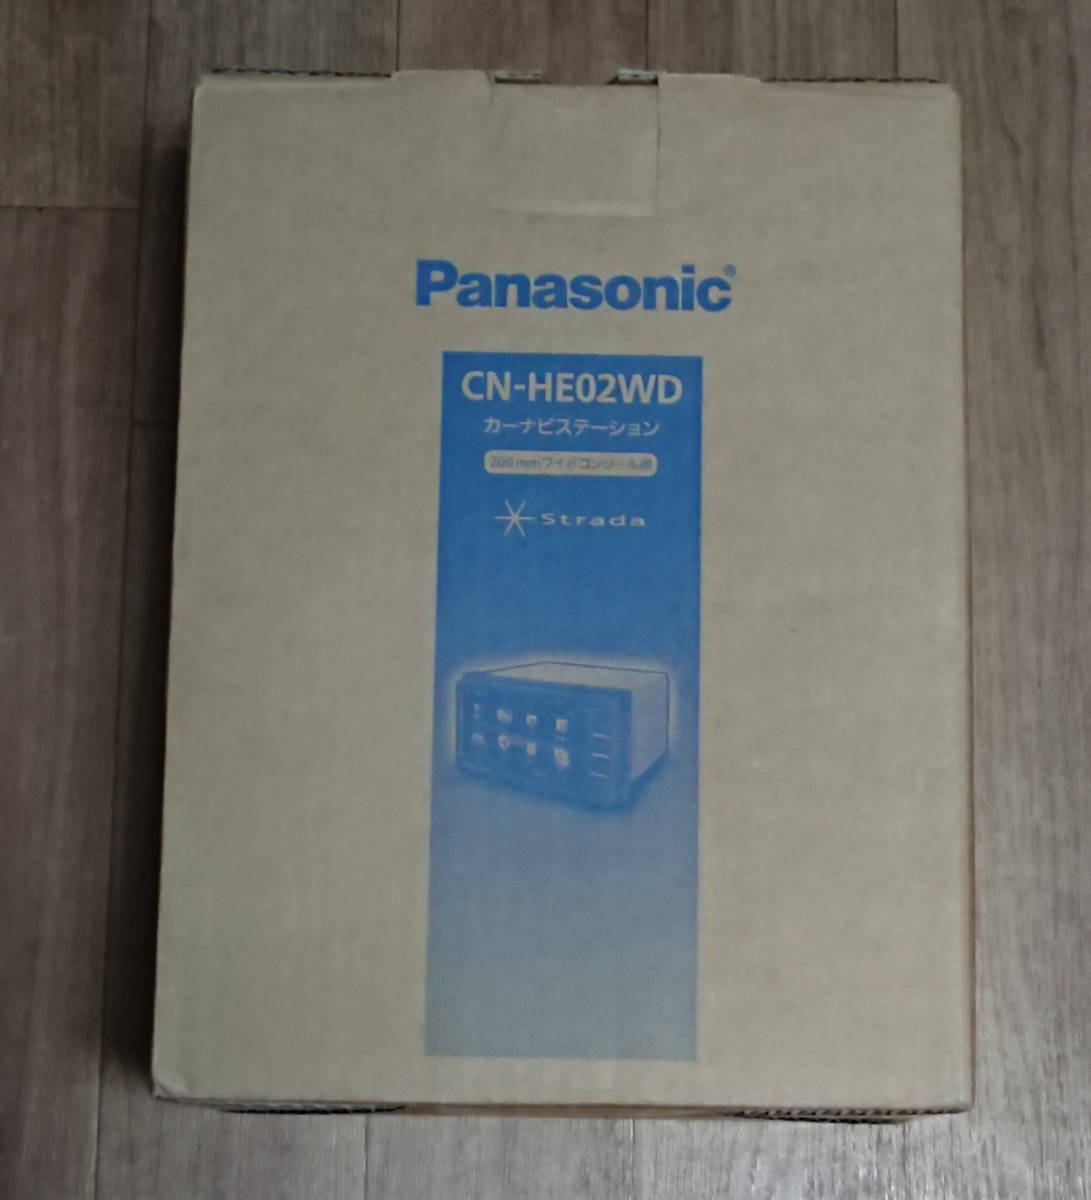 Panasonic®
CN-HE02WD
カーナビステーション
200mmワイドコンソール用
Strada